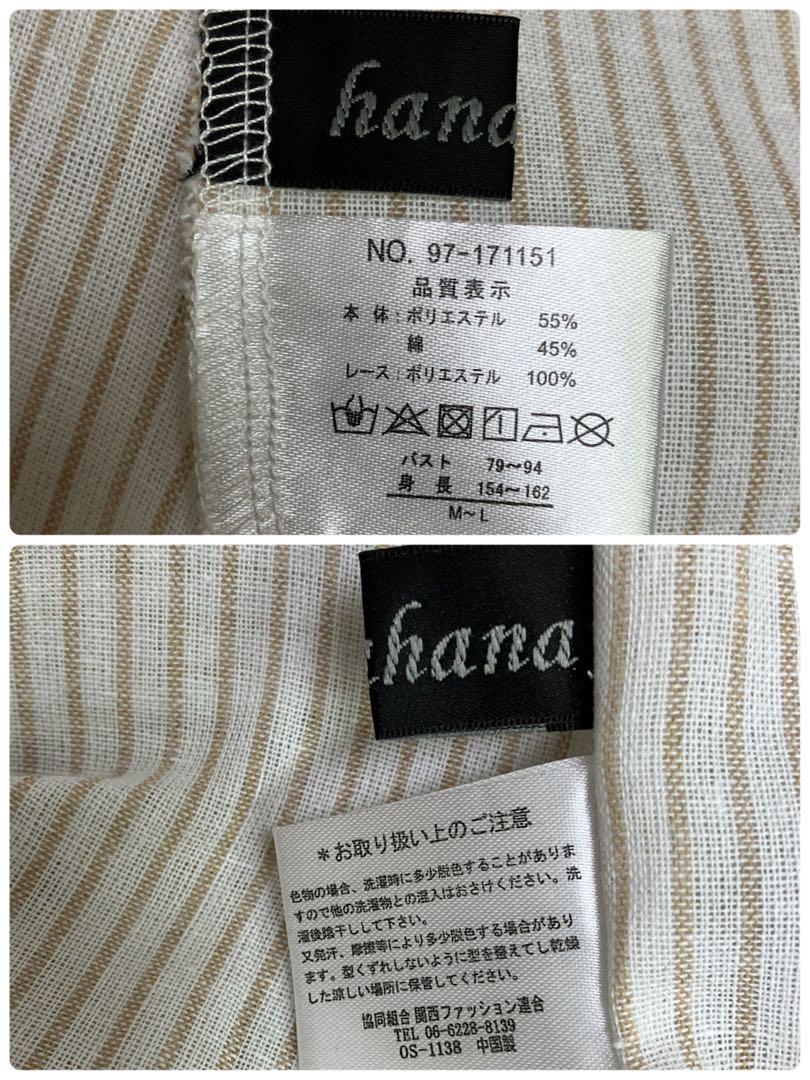 hana
NO. 97-171151
品質表示
本 体：ポリエステル 55%
綿 45%
レース：ポリエステル 100%
バスト 79～94
身 長 154～162
M～L
hana
＊お取り扱い上のご注意
色物の場合、洗濯時に多少脱色することがありま
すので他の洗濯物との混入はおさけください。洗
濯後陰干しして下さい。
又発汗、摩擦等により多少脱色する場合があり
ます。型くずれしないように型を整えてし乾燥
した涼しい場所に保管してください。
協同組合 関西ファッション連合
TEL 06-6228-8139
OS-1138 中国製